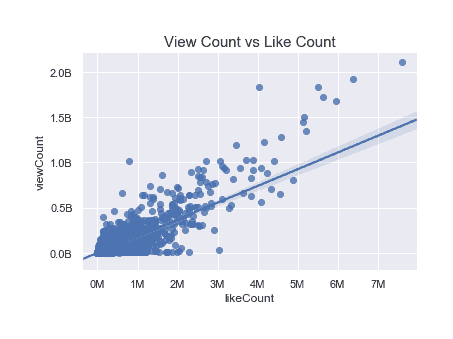 View Count vs Like Count
2.0B
1.5B
1.0B
0.5B
0.0B
viewCount
0M 1M 2M 3M 4M 5M 6M 7M
likeCount